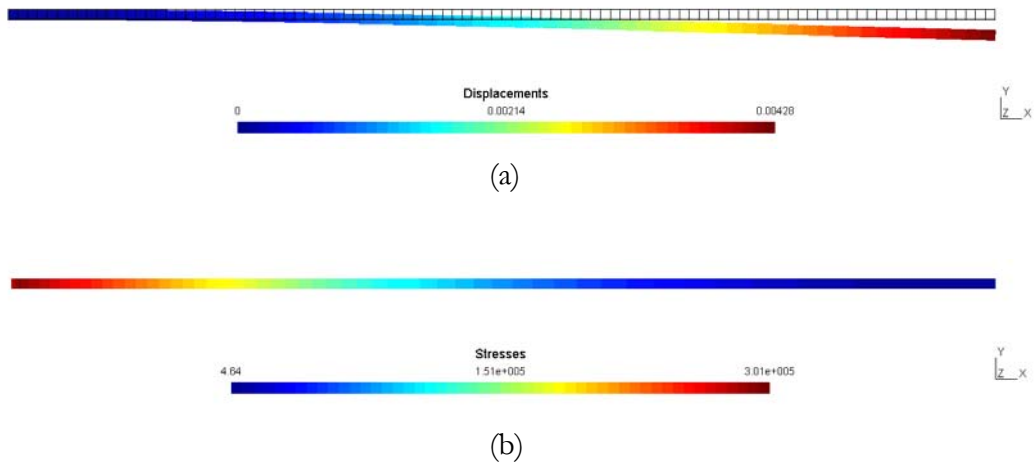 Displacements
0 0.00214 0.00428
Y
Z X
(a)
Stresses
4.64 1.51e+005 3.01e+005
Y
Z X
(b)